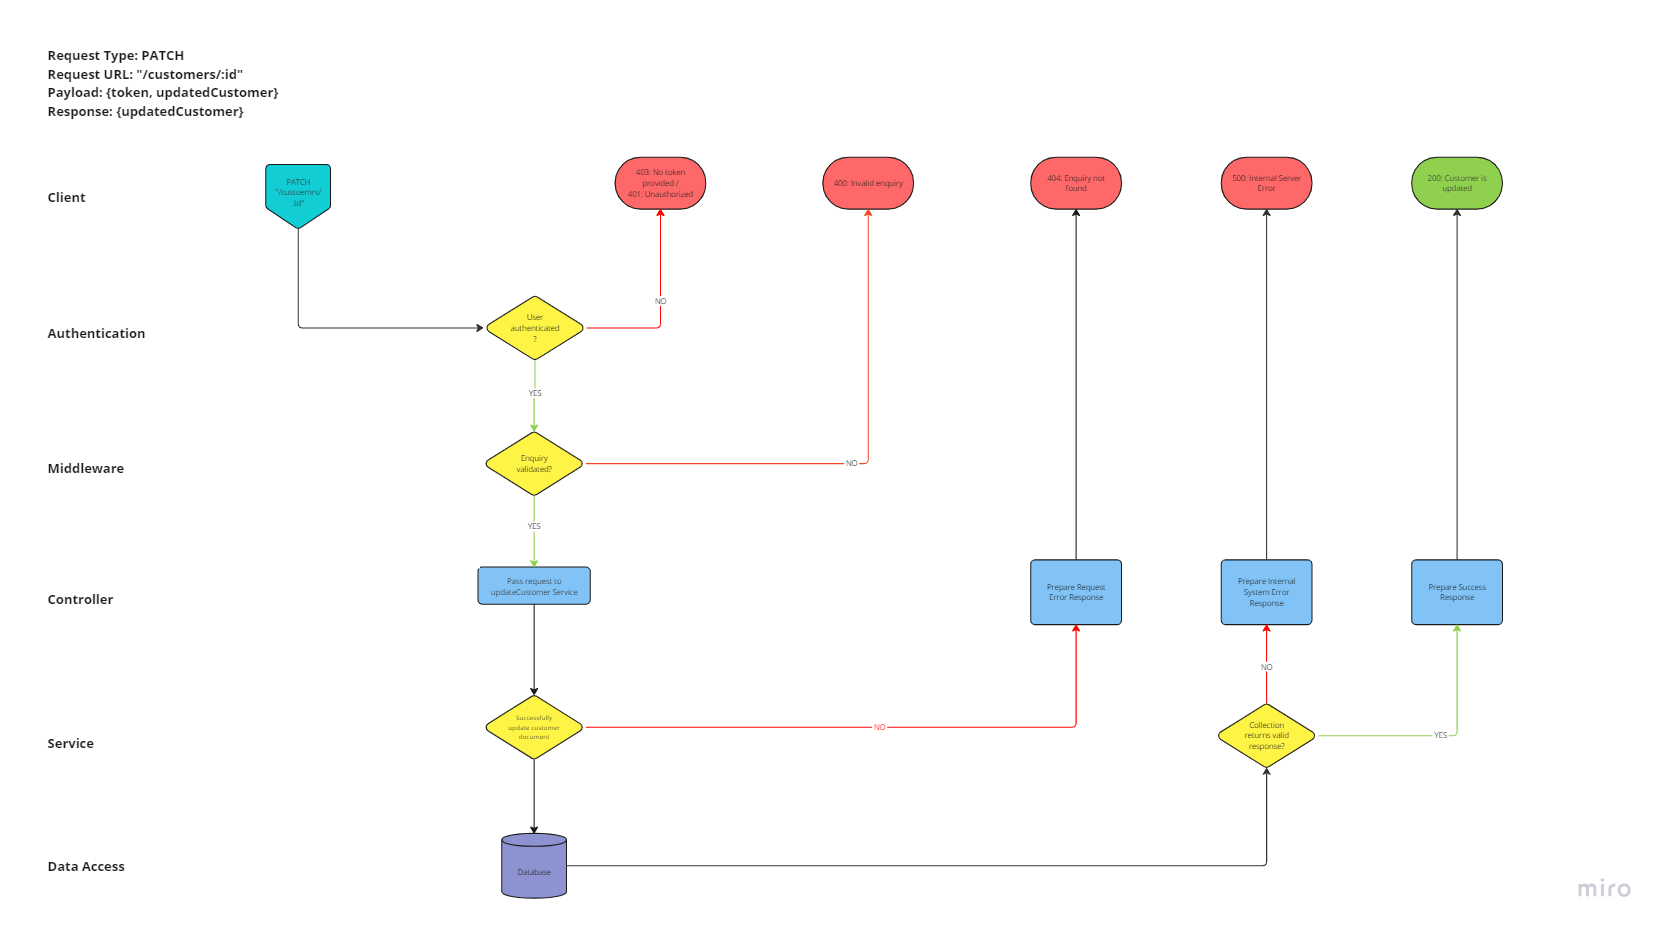 Request Type: PATCH
Request URL: "/customers/:id"
Payload: {token, updatedCustomer}
Response: {updatedCustomer}
Client
PATCH
"/custoemrs/
:id"
403: No token
provided /
401: Unauthorized
400: Invalid enquiry
404: Enquiry not
found
500: Internal Server
Error
200: Customer is
updated
NO
Authentication
User
authenticated
?
YES
Middleware
Enquiry
validated?
NO
YES
Controller
Pass request to
updateCustomer Service
Prepare Request
Error Response
Prepare Internal
System Error
Response
Prepare Success
Response
NO
Service
Successfully
update customer
document
NO
Collection
returns valid
response?
YES
Data Access
Database
miro